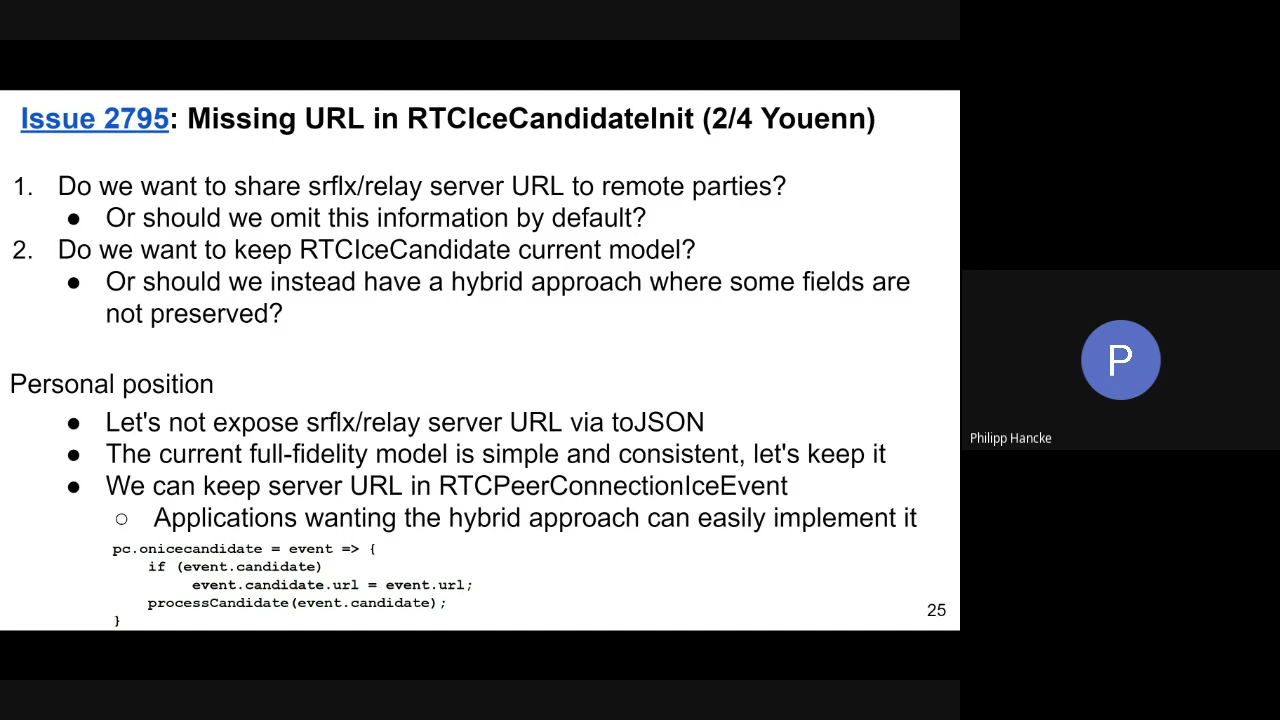 Issue 2795: Missing URL in RTCIceCandidateInit (2/4 Youenn)
1. Do we want to share srflx/relay server URL to remote parties?
● Or should we omit this information by default?
2. Do we want to keep RTCIceCandidate current model?
● Or should we instead have a hybrid approach where some fields are
not preserved?
Personal position
● Let's not expose srflx/relay server URL via toJSON
● The current full-fidelity model is simple and consistent, let's keep it
● We can keep server URL in RTCPeerConnectionIceEvent
○ Applications wanting the hybrid approach can easily implement it
pc.onicecandidate = event => {
if (event.candidate)
event.candidate.url = event.url;
processCandidate(event.candidate);
}
25
P
Philipp Hancke